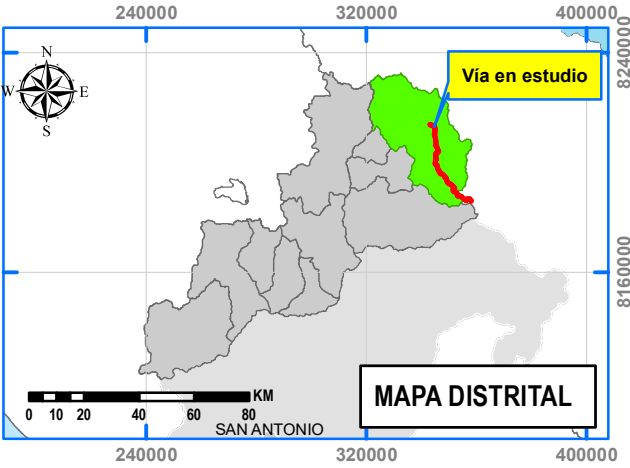 240000 320000 400000
8240000
N
W E
S
Vía en estudio
8160000
MAPA DISTRITAL
KM
0 10 20 40 60 80
SAN ANTONIO
240000 320000 400000